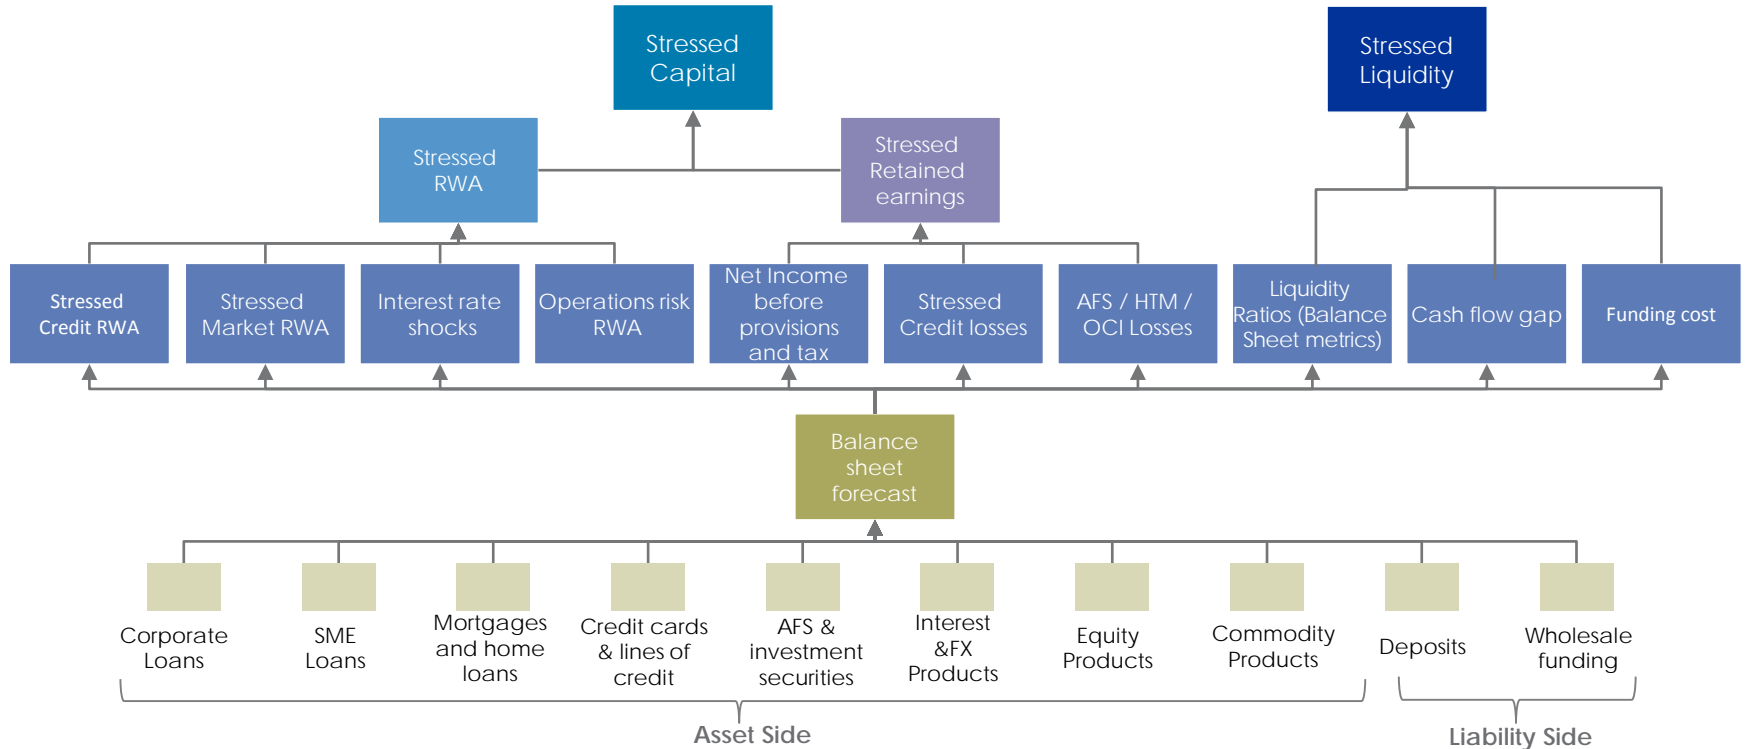 Stressed
Capital
Stressed
Liquidity
Stressed
RWA
Stressed
Retained
earnings
Stressed
Credit RWA
Stressed
Market RWA
Interest rate
shocks
Operations risk
RWA
Net Income
before
provisions
and tax
Stressed
Credit losses
AFS / HTM /
OCI Losses
Liquidity
Ratios (Balance
Sheet metrics)
Cash flow gap
Funding cost
Balance
sheet
forecast
Corporate
Loans
SME
Loans
Mortgages
and home
loans
Credit cards
& lines of
credit
AFS &
investment
securities
Interest
&FX
Products
Equity
Products
Commodity
Products
Deposits
Wholesale
funding
Asset Side
Liability Side